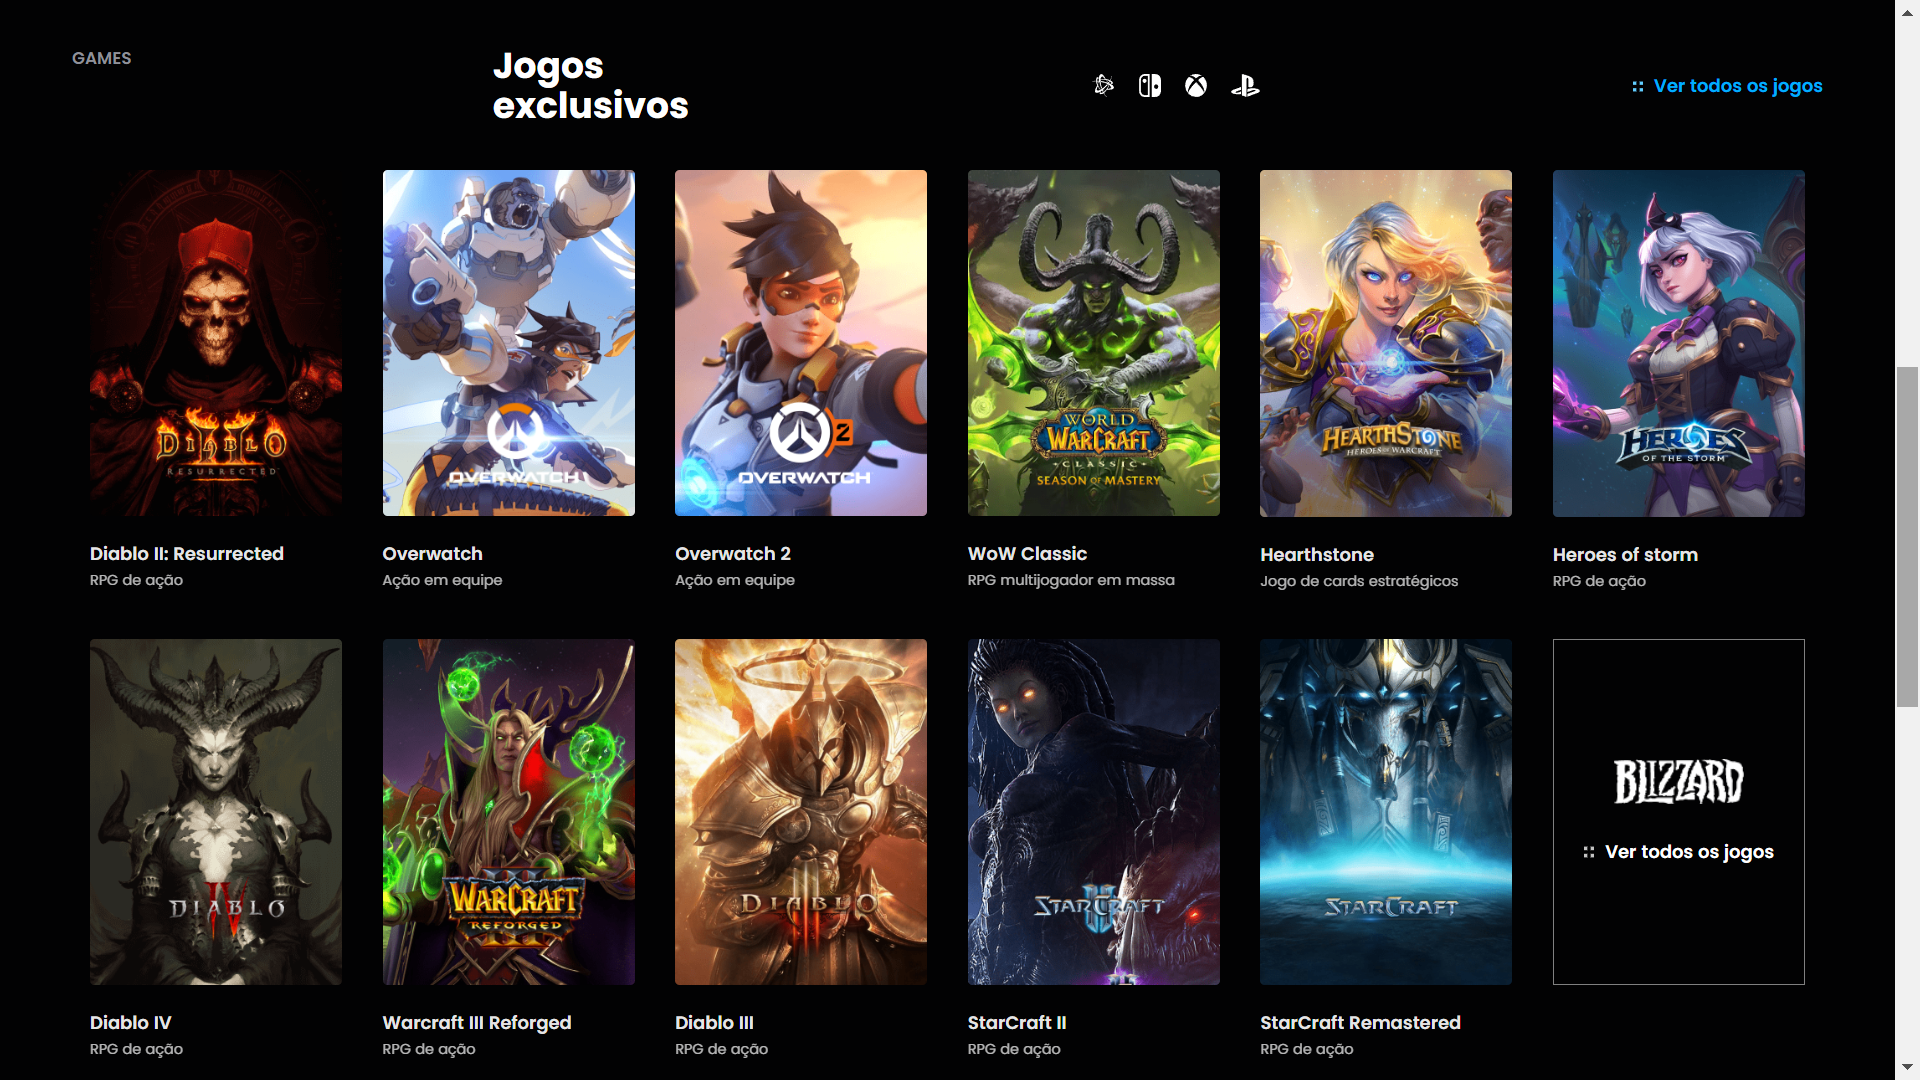 GAMES
Jogos
exclusivos
Ver todos os jogos
DIABLO
II
RESURRECTED
OVERWATCH
2
OVERWATCH
WORLD
OF
WARCRAFT
CLASSIC
SEASON OF MASTERY
HEARTHSTONE
HEROES OF WARCRAFT
HEROES
OF THE STORM
Diablo II: Resurrected
RPG de ação
Overwatch
Ação em equipe
Overwatch 2
Ação em equipe
WoW Classic
RPG multijogador em massa
Hearthstone
Jogo de cards estratégicos
Heroes of storm
RPG de ação
DIABLO
IV
WARCRAFT
REFORGED
III
DIABLO
III
STARCRAFT
II
STARCRAFT
BLIZZARD
Ver todos os jogos
Diablo IV
RPG de ação
Warcraft III Reforged
RPG de ação
Diablo III
RPG de ação
StarCraft II
RPG de ação
StarCraft Remastered
RPG de ação